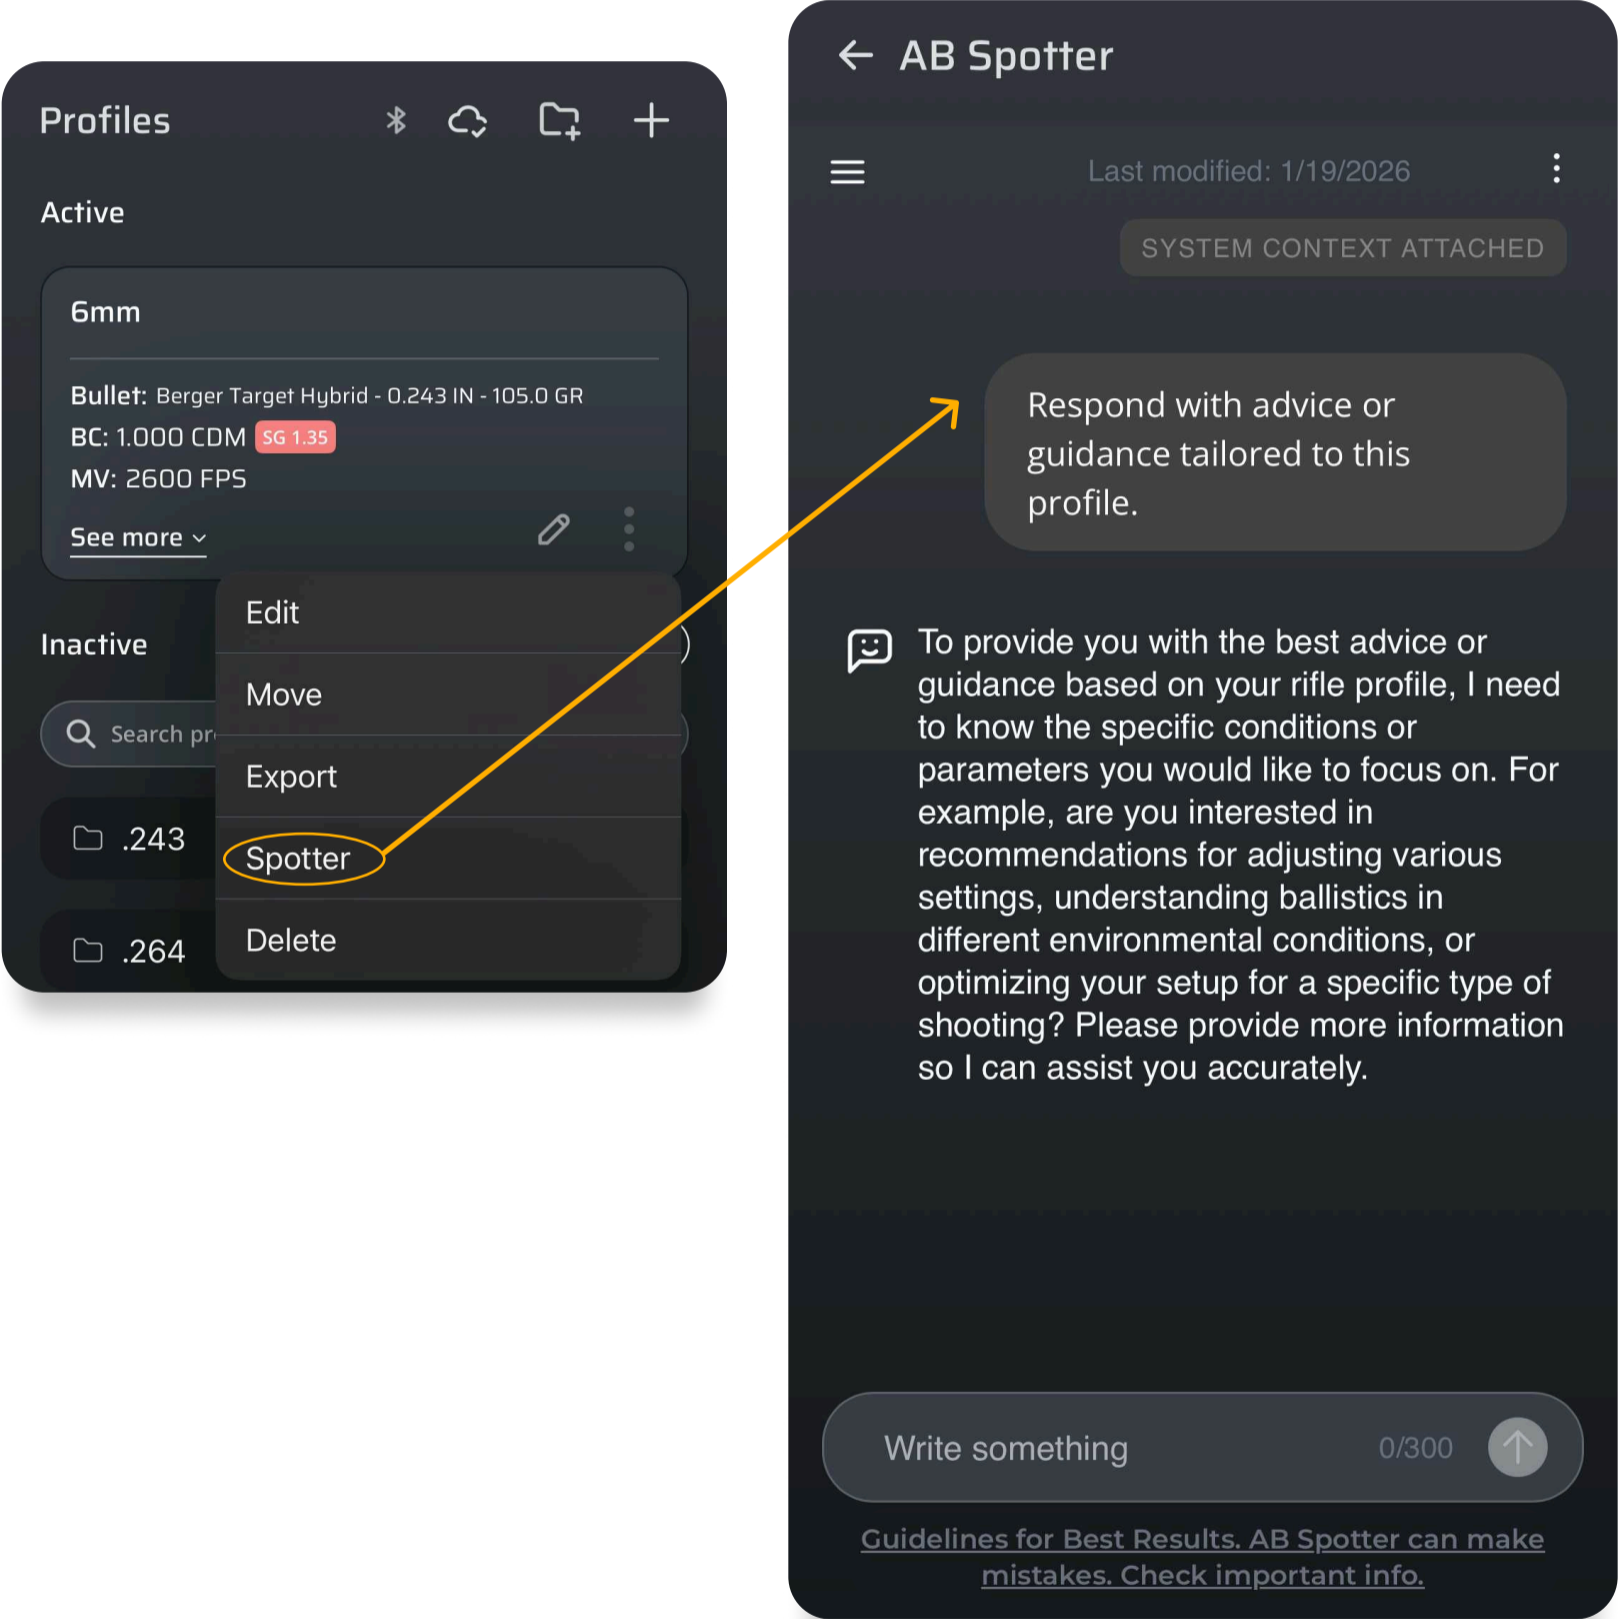 Profiles
Active
6mm
Bullet: Berger Target Hybrid - 0.243 IN - 105.0 GR
BC: 1.000 CDM SG 1.35
MV: 2600 FPS
See more
Edit
Inactive
Move
Search pr
Export
.243
Spotter
.264
Delete
AB Spotter
Last modified: 1/19/2026
SYSTEM CONTEXT ATTACHED
Respond with advice or
guidance tailored to this
profile.
To provide you with the best advice or
guidance based on your rifle profile, I need
to know the specific conditions or
parameters you would like to focus on. For
example, are you interested in
recommendations for adjusting various
settings, understanding ballistics in
different environmental conditions, or
optimizing your setup for a specific type of
shooting? Please provide more information
so I can assist you accurately.
Write something 0/300
Guidelines for Best Results. AB Spotter can make
mistakes. Check important info.